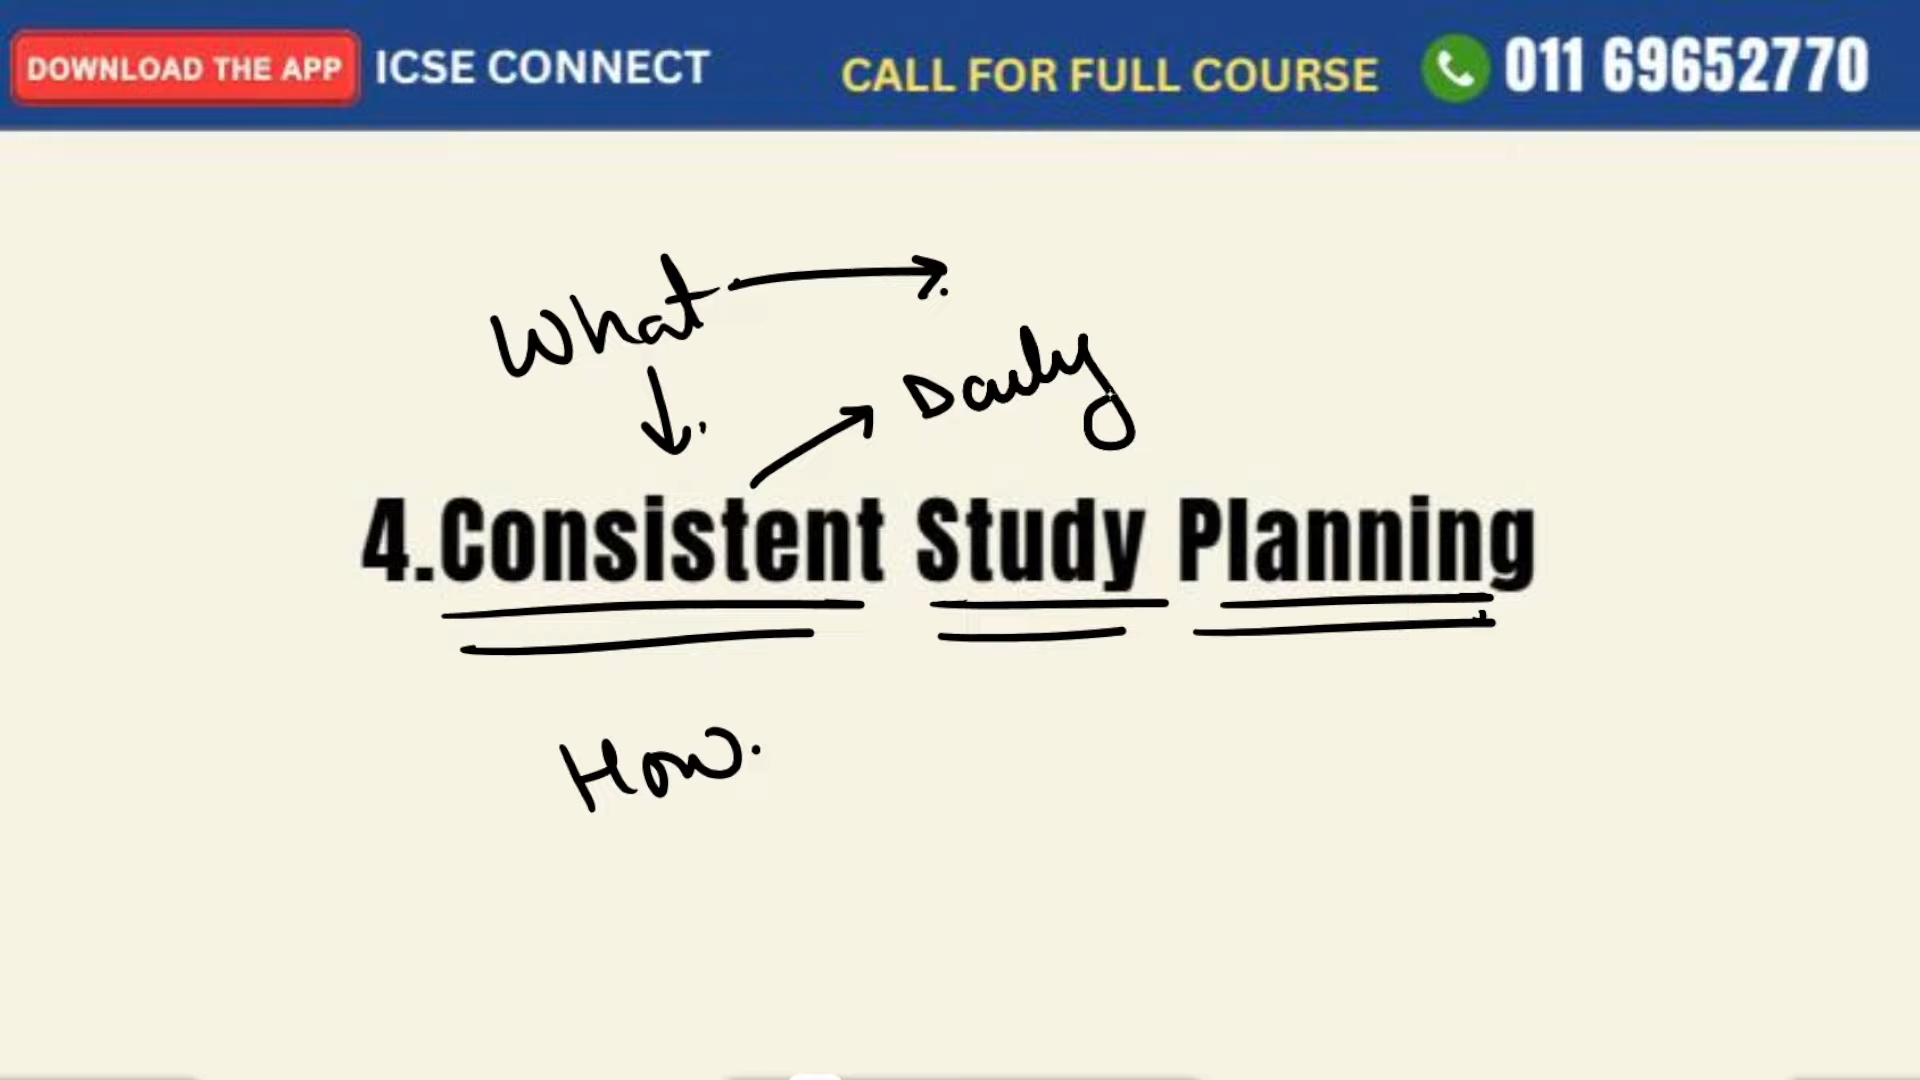 DOWNLOAD THE APP ICSE CONNECT CALL FOR FULL COURSE 011 69652770
What
Daily
4.Consistent Study Planning
How.